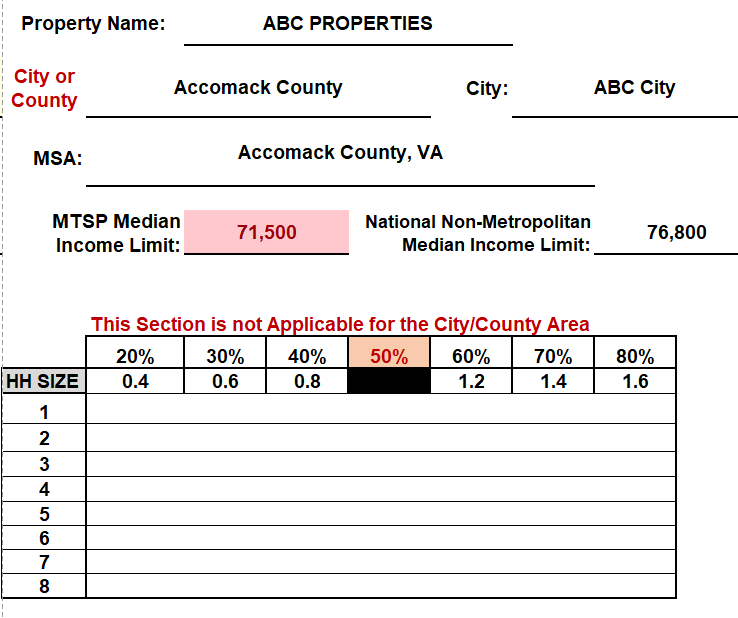 Property Name: ABC PROPERTIES
City or County Accomack County City: ABC City
MSA: Accomack County, VA
MTSP Median Income Limit: 71,500 National Non-Metropolitan Median Income Limit: 76,800
This Section is not Applicable for the City/County Area
20% 30% 40% 50% 60% 70% 80%
HH SIZE 0.4 0.6 0.8 1.2 1.4 1.6
1
2
3
4
5
6
7
8